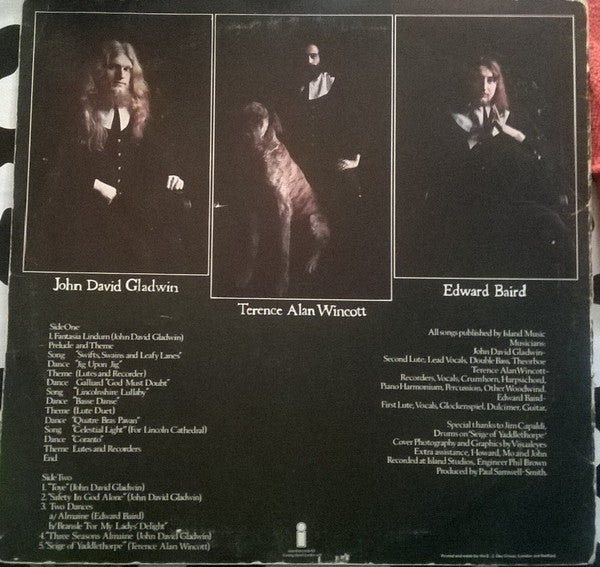 John David Gladwin
Terence Alan Wincott
Edward Baird
Side One
1. Fantasia Lindum (John David Gladwin)
Prelude and Theme
Song "Swifts, Swains and Leafy Lanes"
Dance "Jig Upon Jig"
Theme (Lutes and Recorder)
Dance Galliard "God Must Doubt"
Song "Lincolnshire Lullaby"
Dance "Basse Danse"
Theme (Lute Duet)
Dance "Quatre Bras Pavan"
Song "Celestial Light" (For Lincoln Cathedral)
Dance "Coranto"
Theme Lutes and Recorders
End
Side Two
1. "Toye" (John David Gladwin)
2. "Safety In God Alone" (John David Gladwin)
3. Two Dances
a/ Almaine (Edward Baird)
b/ Bransle "For My Ladys' Delight"
4. "Three Seasons Almaine (John David Gladwin)
5. "Seige of Yaddlethorpe" (Terence Alan Wincott)
All songs published by Island Music
Musicians:
John David Gladwin-
Second Lute, Lead Vocals, Double Bass, Theorboe
Terence Alan Wincott-
Recorders, Vocals, Crumhorn, Harpsichord,
Piano Harmonium, Percussion, Other Woodwind.
Edward Baird-
First Lute, Vocals, Glockenspiel, Dulcimer, Guitar.
Special thanks to Jim Capaldi,
Drums on "Seige of Yaddlethorpe"
Cover Photography and Graphics by Visualeyes
Extra assistance, Howard, Mo and John
Recorded at Island Studios, Engineer Phil Brown
Produced by Paul Samwell-Smith.
i